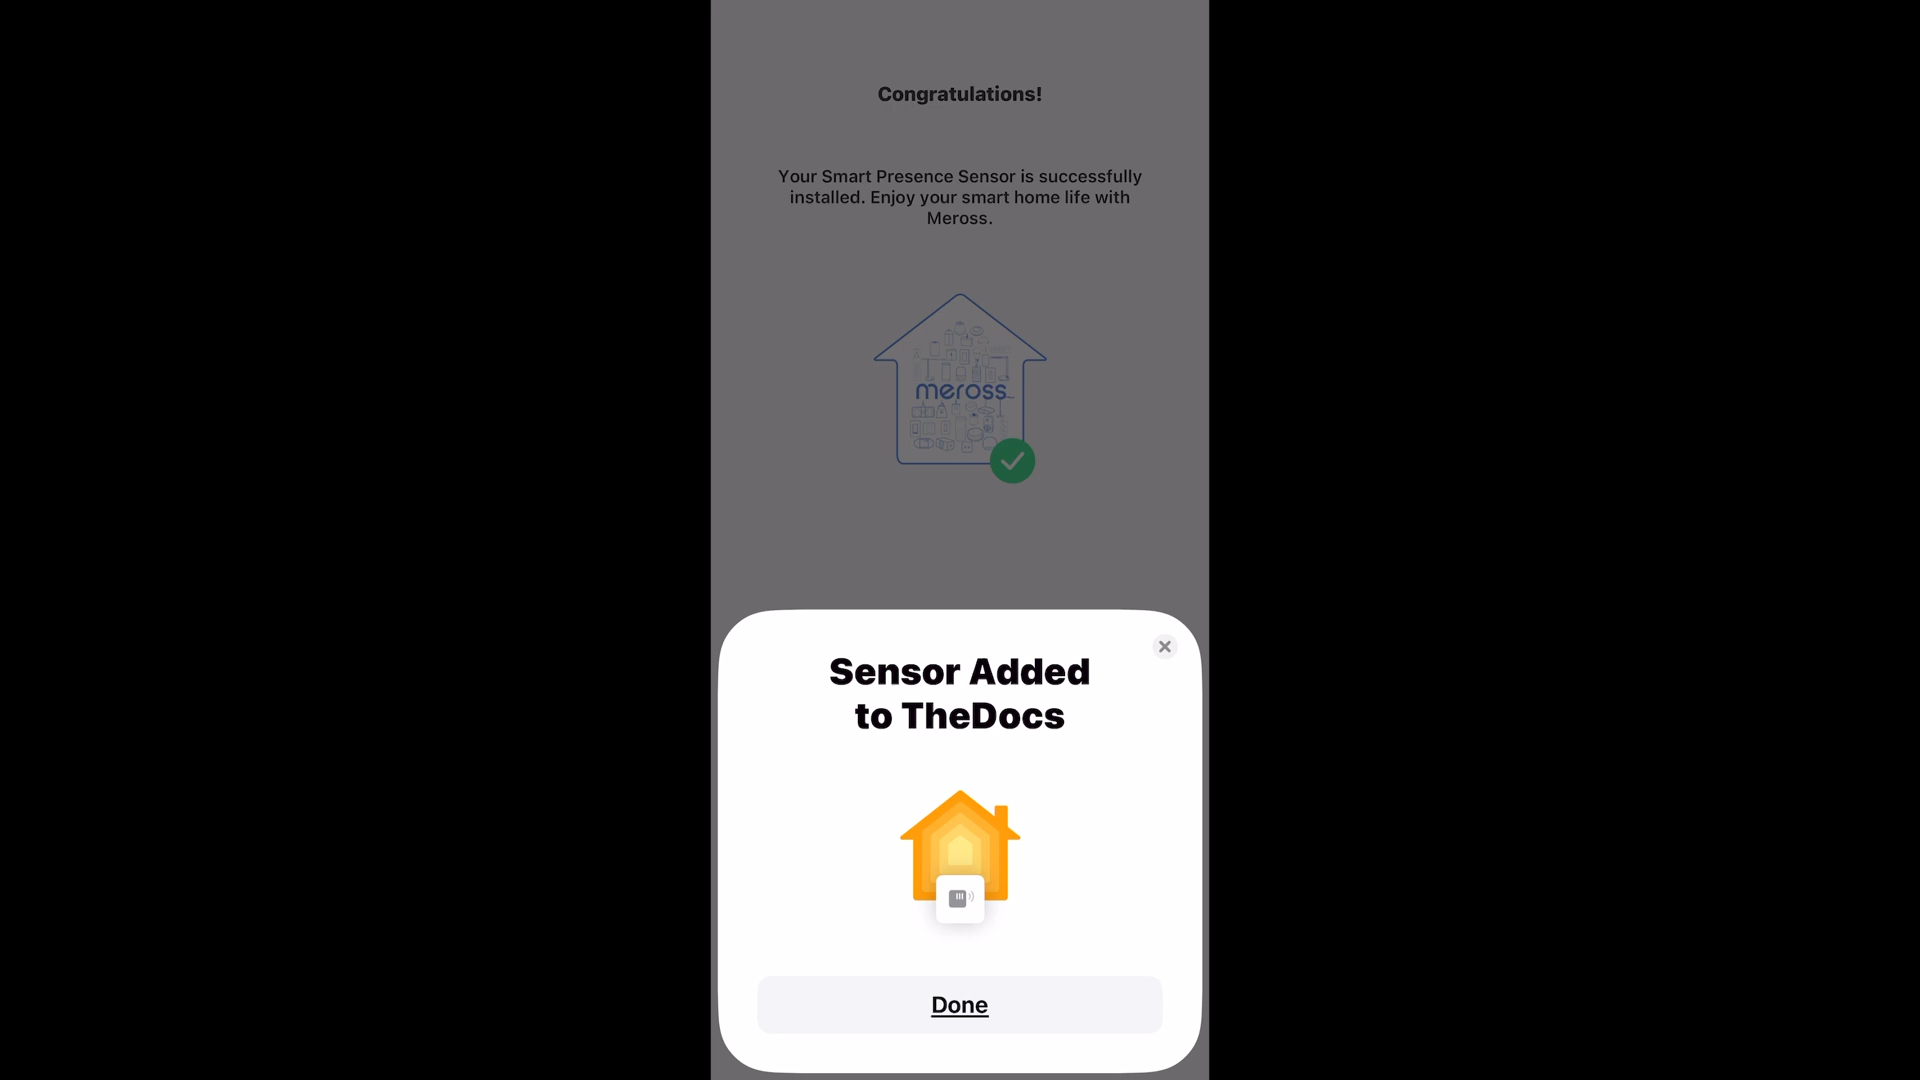 Congratulations!
Your Smart Presence Sensor is successfully
installed. Enjoy your smart home life with
Meross.
meross
Sensor Added
to TheDocs
Done